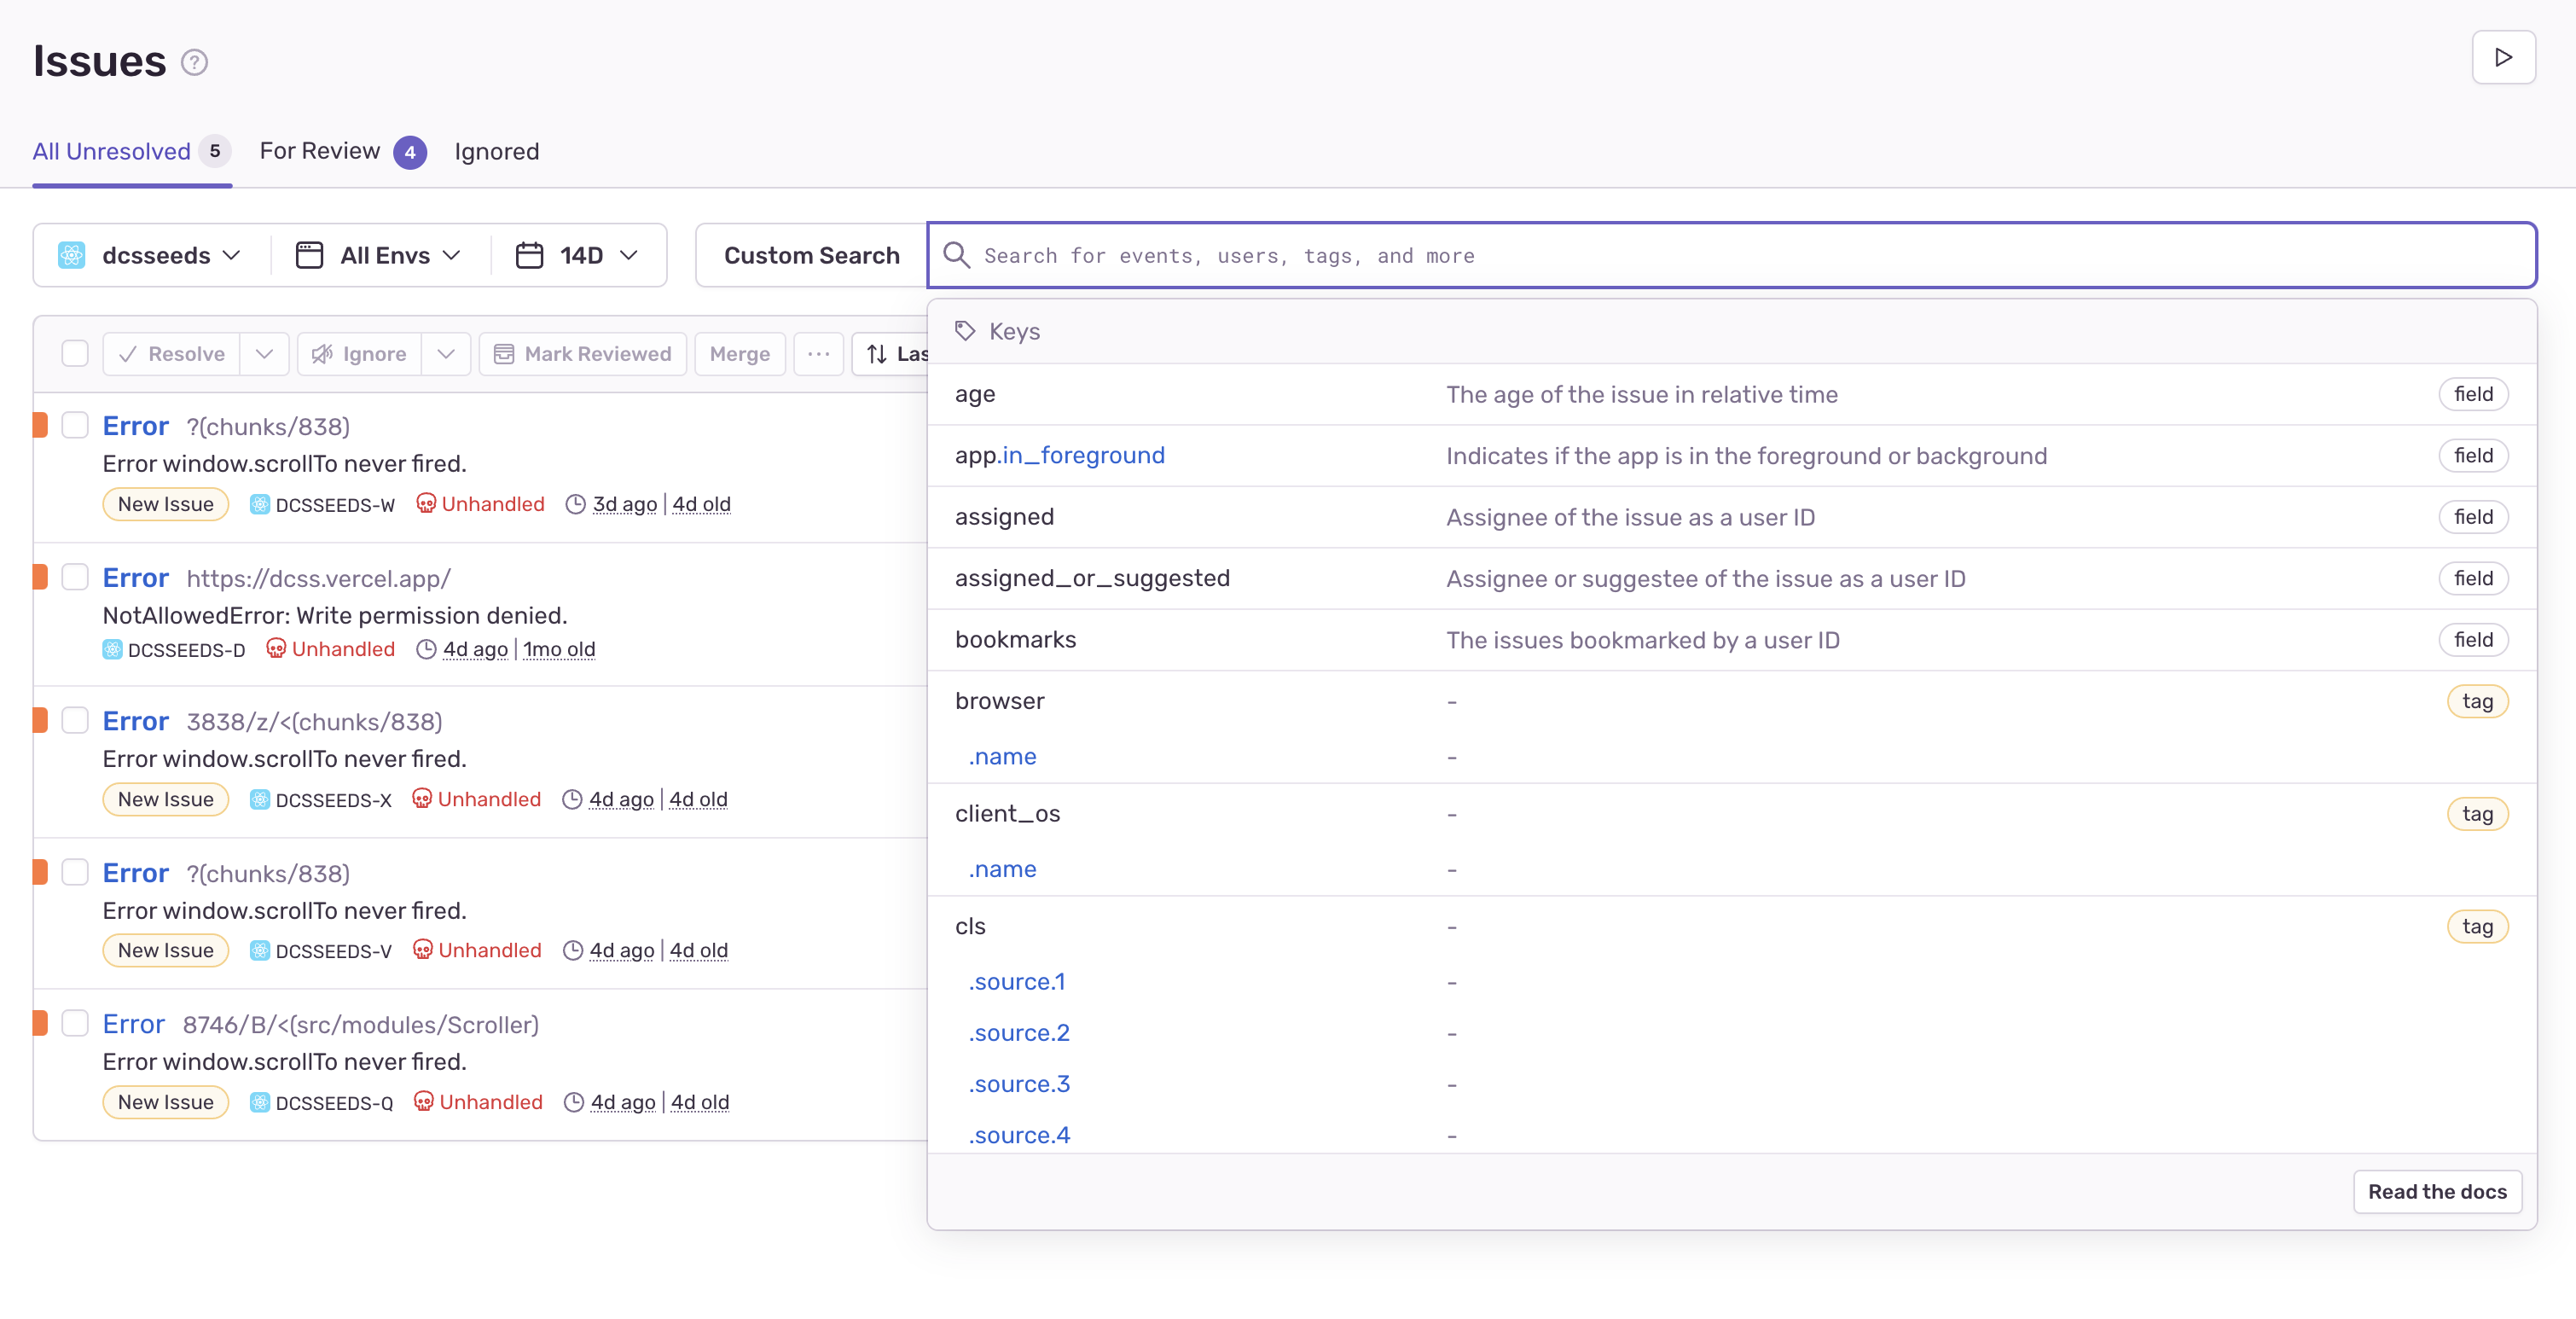 Issues ?
All Unresolved 5 For Review 4 Ignored
dcsseeds All Envs 14D Custom Search Search for events, users, tags, and more
Resolve Ignore Mark Reviewed Merge ··· Las
Error ?(chunks/838)
Error window.scrollTo never fired.
New Issue DCSSEEDS-W Unhandled 3d ago | 4d old
Error https://dcss.vercel.app/
NotAllowedError: Write permission denied.
DCSSEEDS-D Unhandled 4d ago | 1mo old
Error 3838/z/<(chunks/838)
Error window.scrollTo never fired.
New Issue DCSSEEDS-X Unhandled 4d ago | 4d old
Error ?(chunks/838)
Error window.scrollTo never fired.
New Issue DCSSEEDS-V Unhandled 4d ago | 4d old
Error 8746/B/<(src/modules/Scroller)
Error window.scrollTo never fired.
New Issue DCSSEEDS-Q Unhandled 4d ago | 4d old
Keys
age The age of the issue in relative time field
app.in_foreground Indicates if the app is in the foreground or background field
assigned Assignee of the issue as a user ID field
assigned_or_suggested Assignee or suggestee of the issue as a user ID field
bookmarks The issues bookmarked by a user ID field
browser - tag
.name -
client_os - tag
.name -
cls - tag
.source.1 -
.source.2 -
.source.3 -
.source.4 -
Read the docs